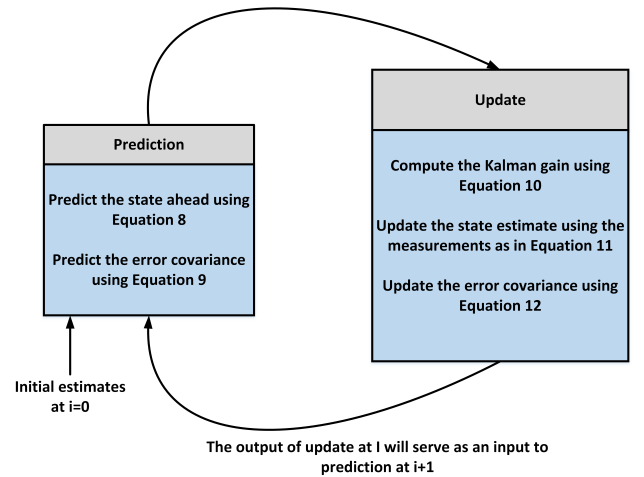 Prediction
Predict the state ahead using
Equation 8
Predict the error covariance
using Equation 9
Initial estimates
at i=0
Update
Compute the Kalman gain using
Equation 10
Update the state estimate using the
measurements as in Equation 11
Update the error covariance using
Equation 12
The output of update at I will serve as an input to
prediction at i+1